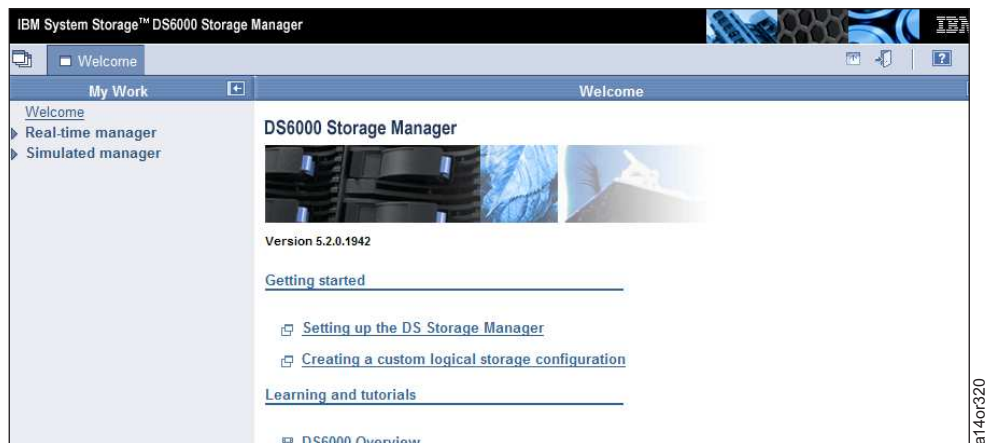 IBM System Storage™ DS6000 Storage Manager
IBM
Welcome
?
My Work
Welcome
Welcome
Real-time manager
Simulated manager
DS6000 Storage Manager
Version 5.2.0.1942
Getting started
Setting up the DS Storage Manager
Creating a custom logical storage configuration
Learning and tutorials
DS6000 Overview
a14or320